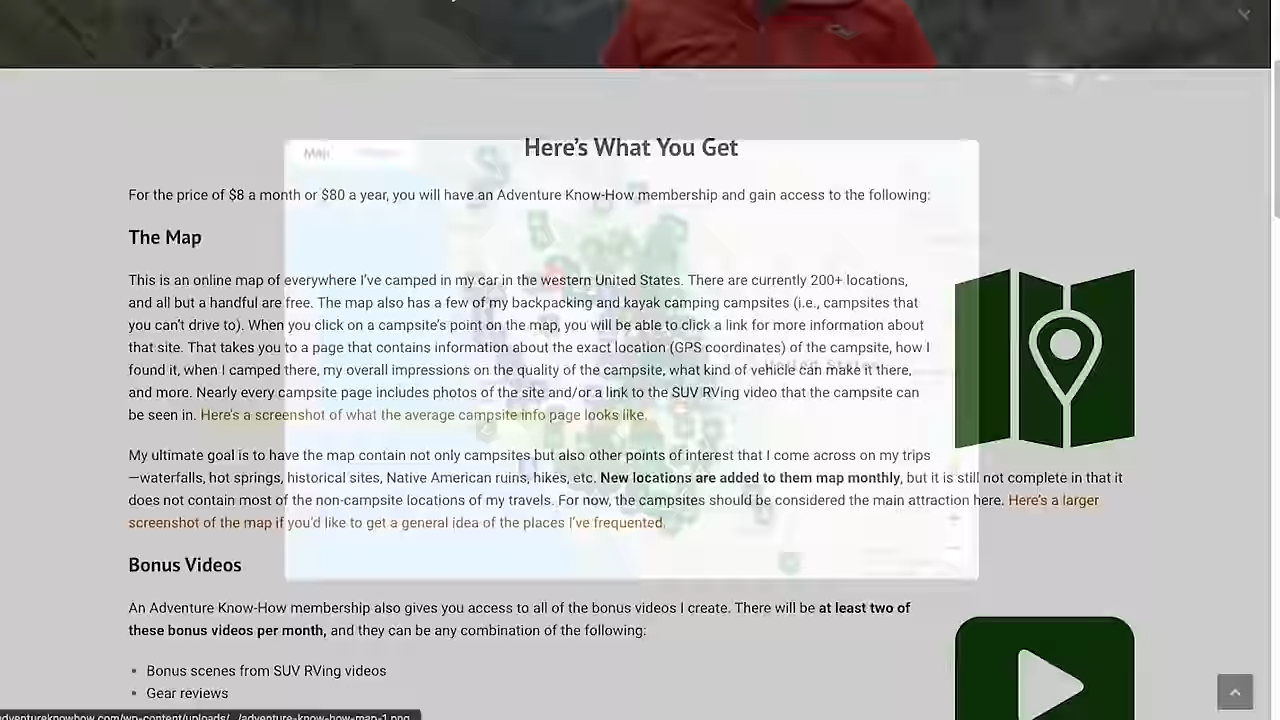 Here's What You Get
Map
For the price of $8 a month or $80 a year, you will have an Adventure Know-How membership and gain access to the following:
The Map
This is an online map of everywhere I've camped in my car in the western United States. There are currently 200+ locations,
and all but a handful are free. The map also has a few of my backpacking and kayak camping campsites (i.e., campsites that
you can't drive to). When you click on a campsite's point on the map, you will be able to click a link for more information about
that site. That takes you to a page that contains information about the exact location (GPS coordinates) of the campsite, how I
found it, when I camped there, my overall impressions on the quality of the campsite, what kind of vehicle can make it there,
United States
and more. Nearly every campsite page includes photos of the site and/or a link to the SUV RVing video that the campsite can
be seen in. Here's a screenshot of what the average campsite info page looks like.
My ultimate goal is to have the map contain not only campsites but also other points of interest that I come across on my trips
—waterfalls, hot springs, historical sites, Native American ruins, hikes, etc. New locations are added to them map monthly, but it is still not complete in that it
does not contain most of the non-campsite locations of my travels. For now, the campsites should be considered the main attraction here. Here's a larger
screenshot of the map if you'd like to get a general idea of the places I've frequented.
Bonus Videos
An Adventure Know-How membership also gives you access to all of the bonus videos I create. There will be at least two of
these bonus videos per month, and they can be any combination of the following:
• Bonus scenes from SUV RVing videos
• Gear reviews
adventureknowhow.com/wp-content/uploads/.../adventure-know-how-map-1.png